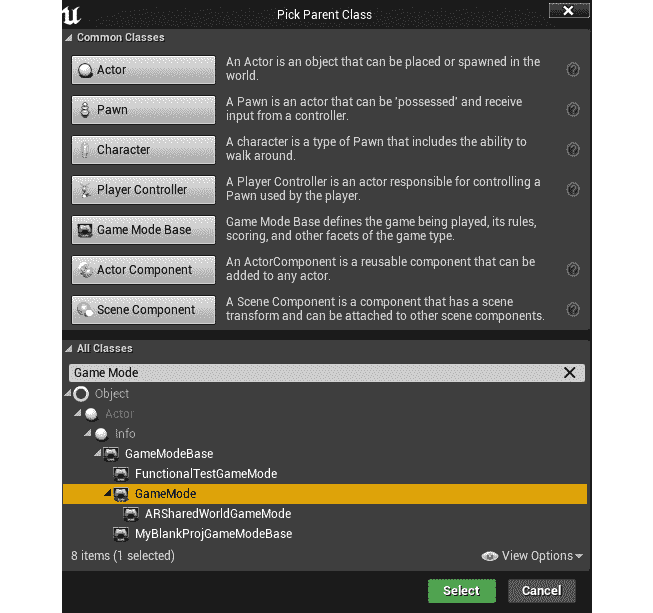 Pick Parent Class
Common Classes
Actor
An Actor is an object that can be placed or spawned in the
world.
Pawn
A Pawn is an actor that can be 'possessed' and receive
input from a controller.
Character
A character is a type of Pawn that includes the ability to
walk around.
Player Controller
A Player Controller is an actor responsible for controlling a
Pawn used by the player.
Game Mode Base
Game Mode Base defines the game being played, its rules,
scoring, and other facets of the game type.
Actor Component
An ActorComponent is a reusable component that can be
added to any actor.
Scene Component
A Scene Component is a component that has a scene
transform and can be attached to other scene components.
All Classes
Game Mode
Object
Actor
Info
GameModeBase
FunctionalTestGameMode
GameMode
ARSharedWorldGameMode
MyBlankProjGameModeBase
8 items (1 selected)
View Options
Select
Cancel